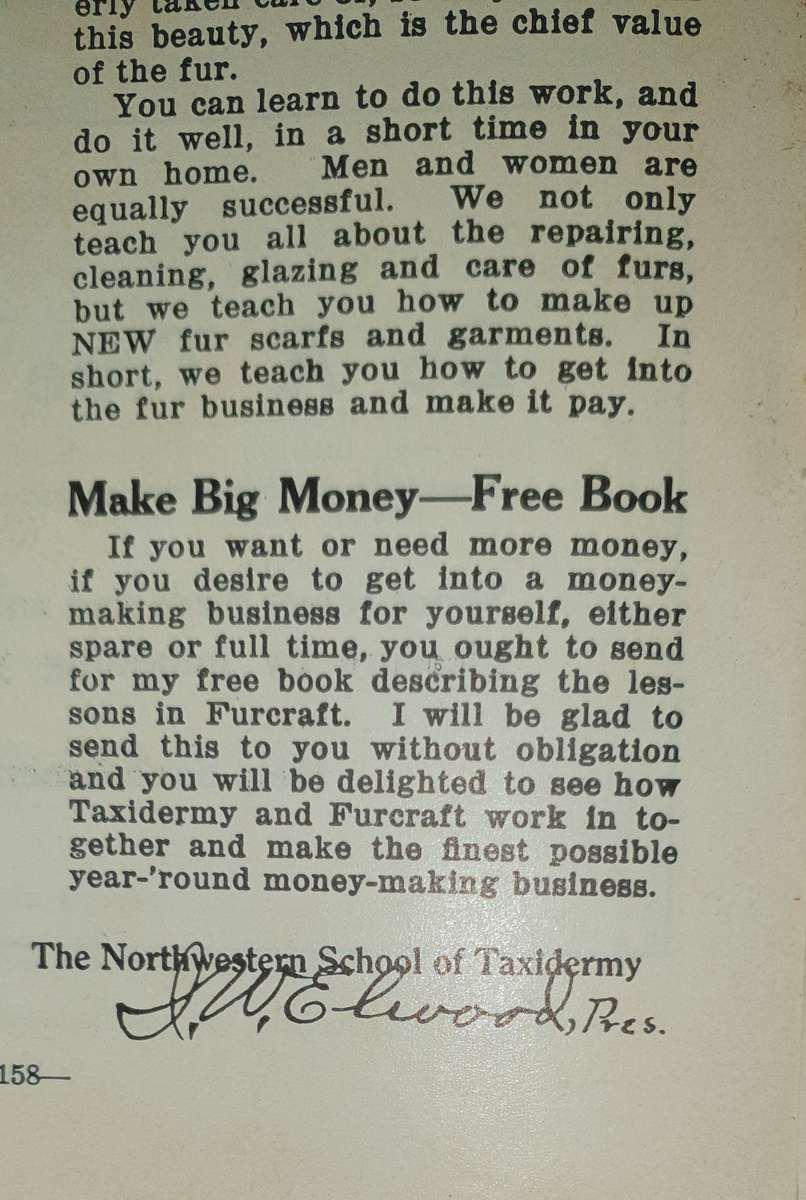 erly taken care of,
this beauty, which is the chief value
of the fur.
You can learn to do this work, and
do it well, in a short time in your
own home. Men and women are
equally successful. We not only
teach you all about the repairing,
cleaning, glazing and care of furs,
but we teach you how to make up
NEW fur scarfs and garments. In
short, we teach you how to get into
the fur business and make it pay.
Make Big Money—Free Book
If you want or need more money,
if you desire to get into a money-
making business for yourself, either
spare or full time, you ought to send
for my free book describing the les-
sons in Furcraft. I will be glad to
send this to you without obligation
and you will be delighted to see how
Taxidermy and Furcraft work in to-
gether and make the finest possible
year-'round money-making business.
The Northwestern School of Taxidermy
J. W. Elwood, Pres.
158—